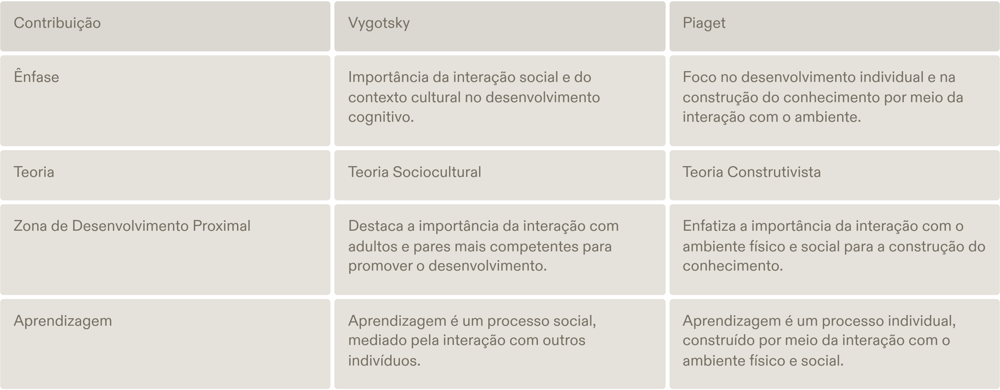 Contribuição
Vygotsky
Piaget
Ênfase
Importância da interação social e do
contexto cultural no desenvolvimento
cognitivo.
Foco no desenvolvimento individual e na
construção do conhecimento por meio da
interação com o ambiente.
Teoria
Teoria Sociocultural
Teoria Construtivista
Zona de Desenvolvimento Proximal
Destaca a importância da interação com
adultos e pares mais competentes para
promover o desenvolvimento.
Enfatiza a importância da interação com o
ambiente físico e social para a construção do
conhecimento.
Aprendizagem
Aprendizagem é um processo social,
mediado pela interação com outros
indivíduos.
Aprendizagem é um processo individual,
construído por meio da interação com o
ambiente físico e social.